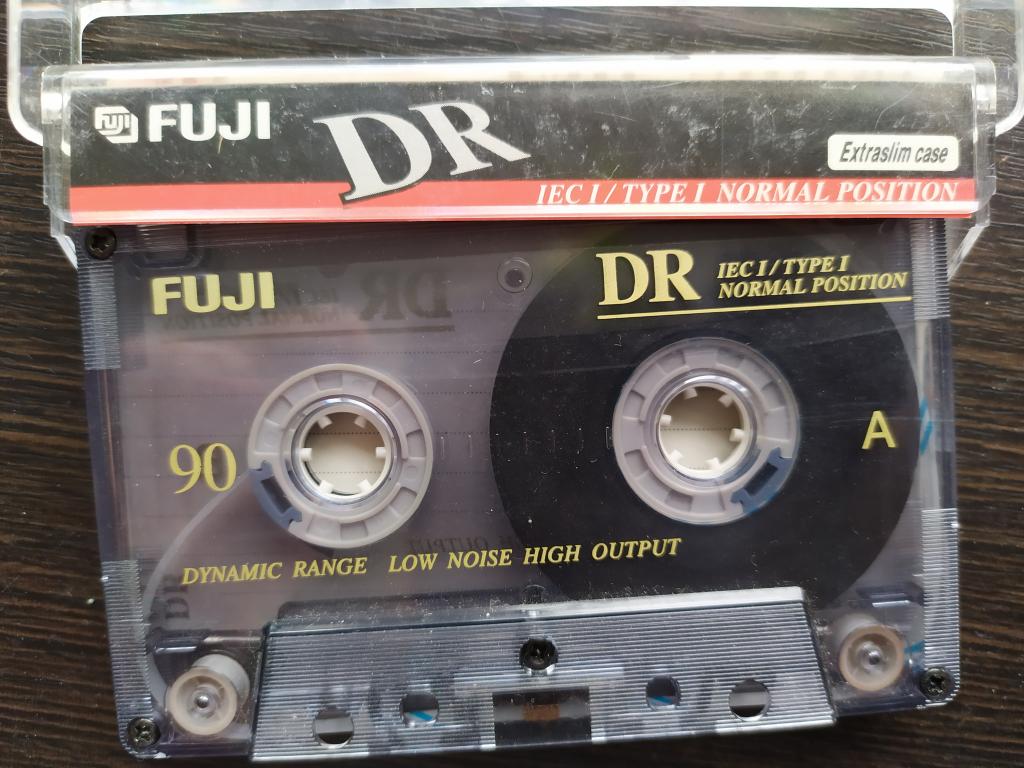 FUJI FUJI DR
Extraslim case
IEC I / TYPE I NORMAL POSITION
FUJI
DR IEC I / TYPE I
NORMAL POSITION
90
A
DYNAMIC RANGE LOW NOISE HIGH OUTPUT